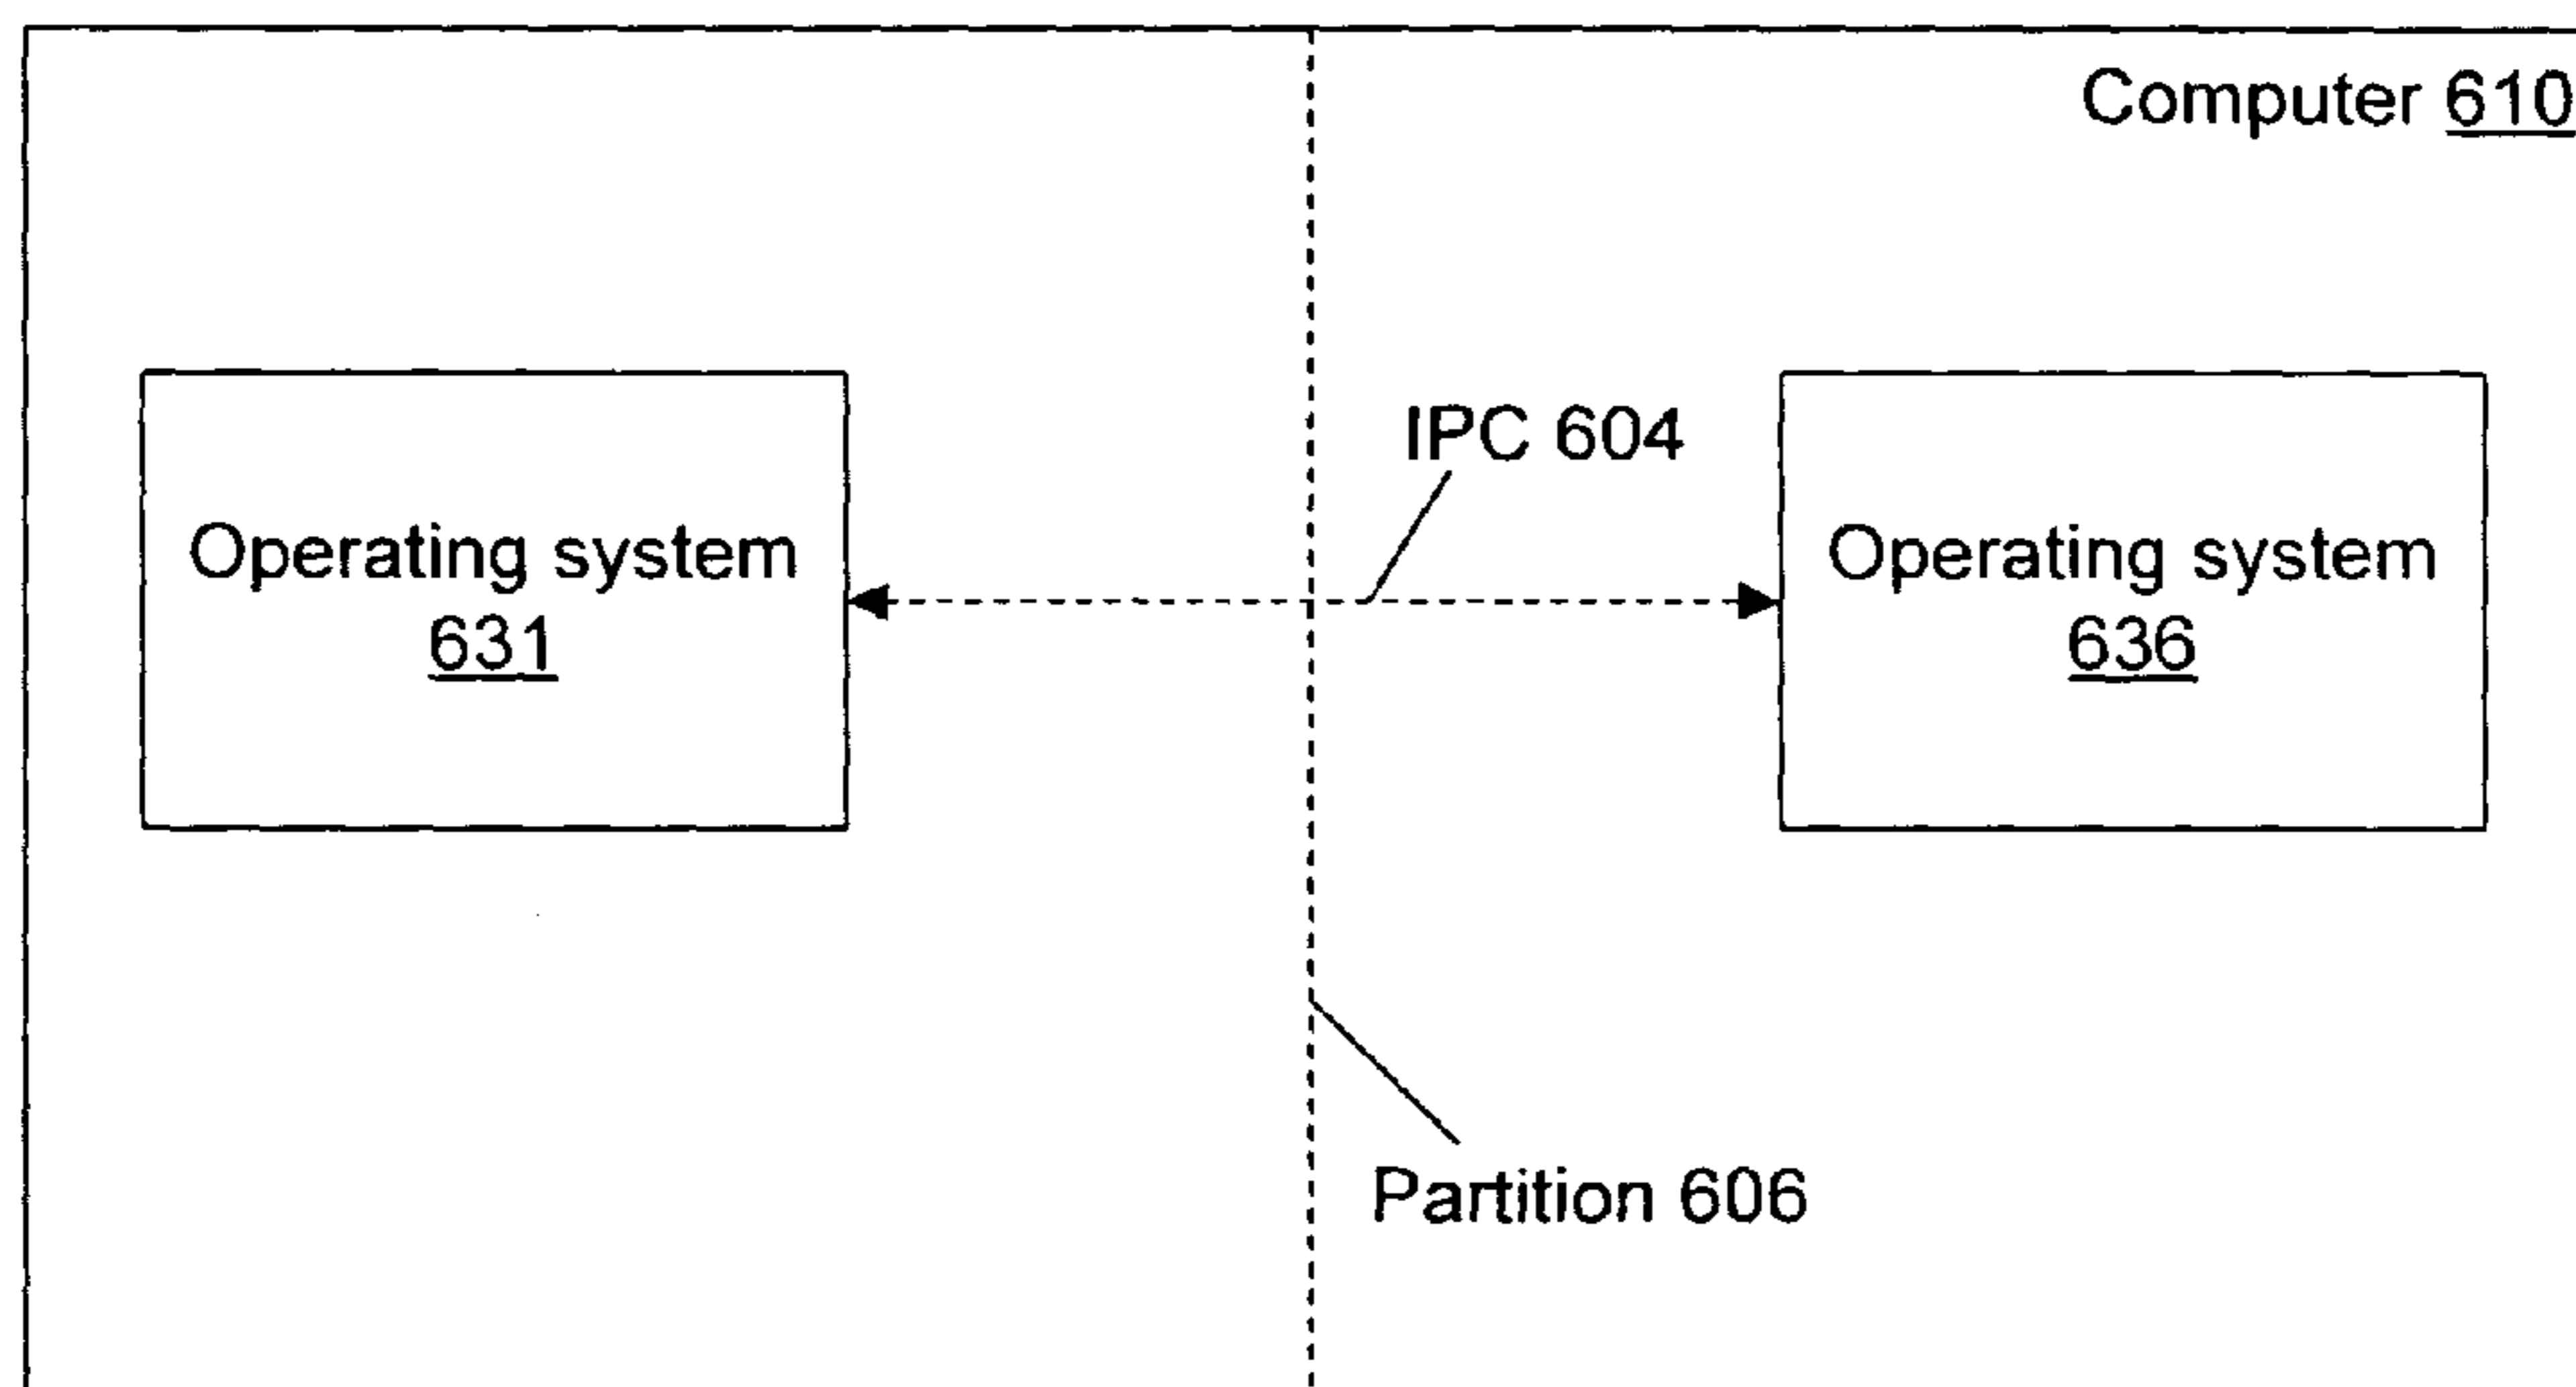 Computer 610
IPC 604
Operating system
631
Operating system
636
Partition 606